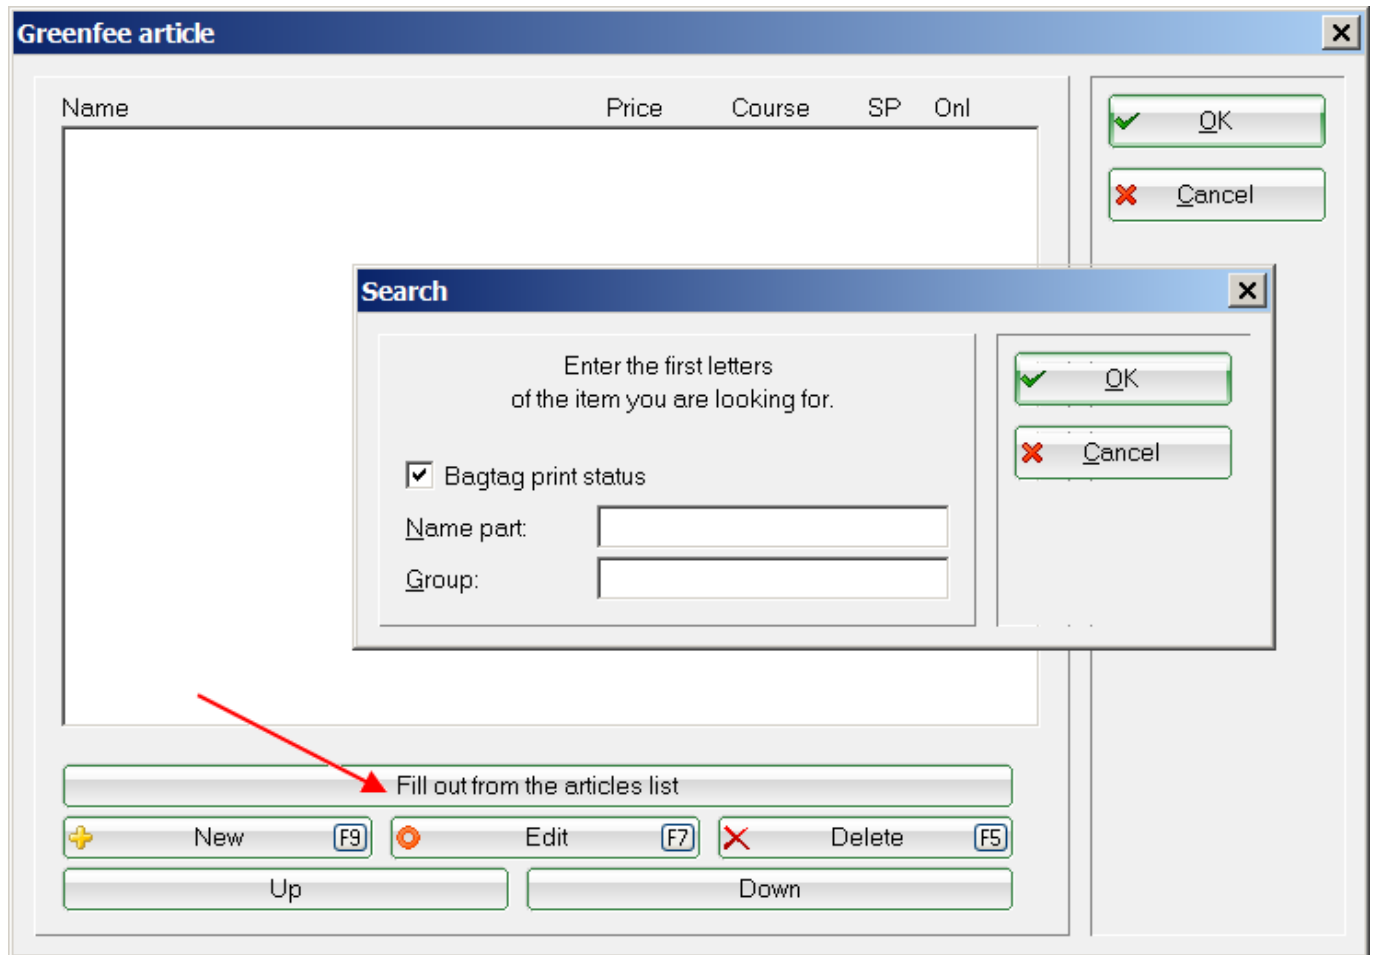 Greenfee article
Name Price Course SP Onl
OK
Cancel
Search
Enter the first letters
of the item you are looking for.
OK
Cancel
Bagtag print status
Name part:
Group:
Fill out from the articles list
New F9 Edit F7 Delete F5
Up Down